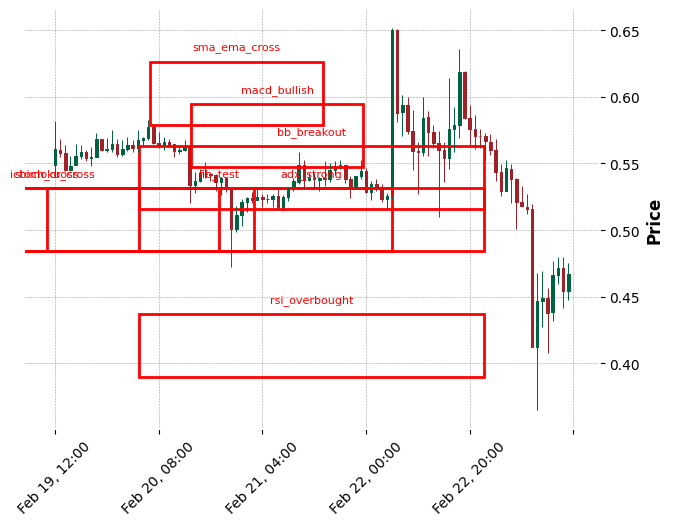 sma_ema_cross
macd_bullish
bb_breakout
fib_test
adx_strong
rsi_overbought
0.65
0.60
0.55
0.50
0.45
0.40
Price
Feb 19, 12:00
Feb 20, 08:00
Feb 21, 04:00
Feb 22, 00:00
Feb 22, 20:00